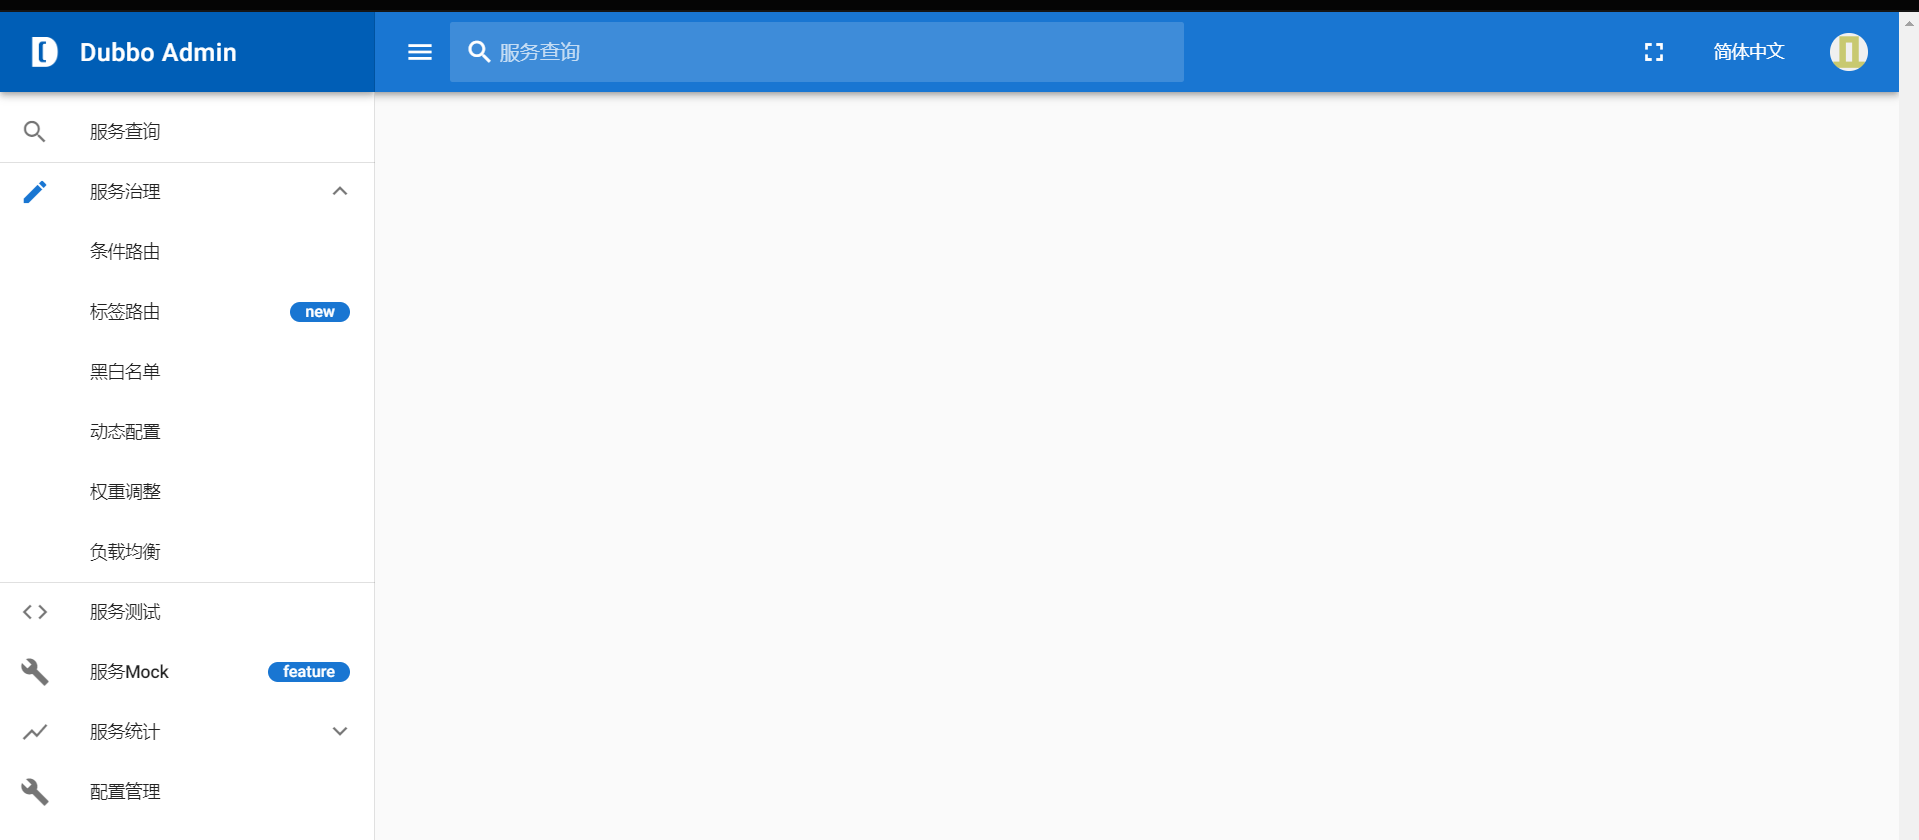 Dubbo Admin
服务查询
简体中文
服务查询
服务治理
条件路由
标签路由 new
黑白名单
动态配置
权重调整
负载均衡
服务测试
服务Mock feature
服务统计
配置管理